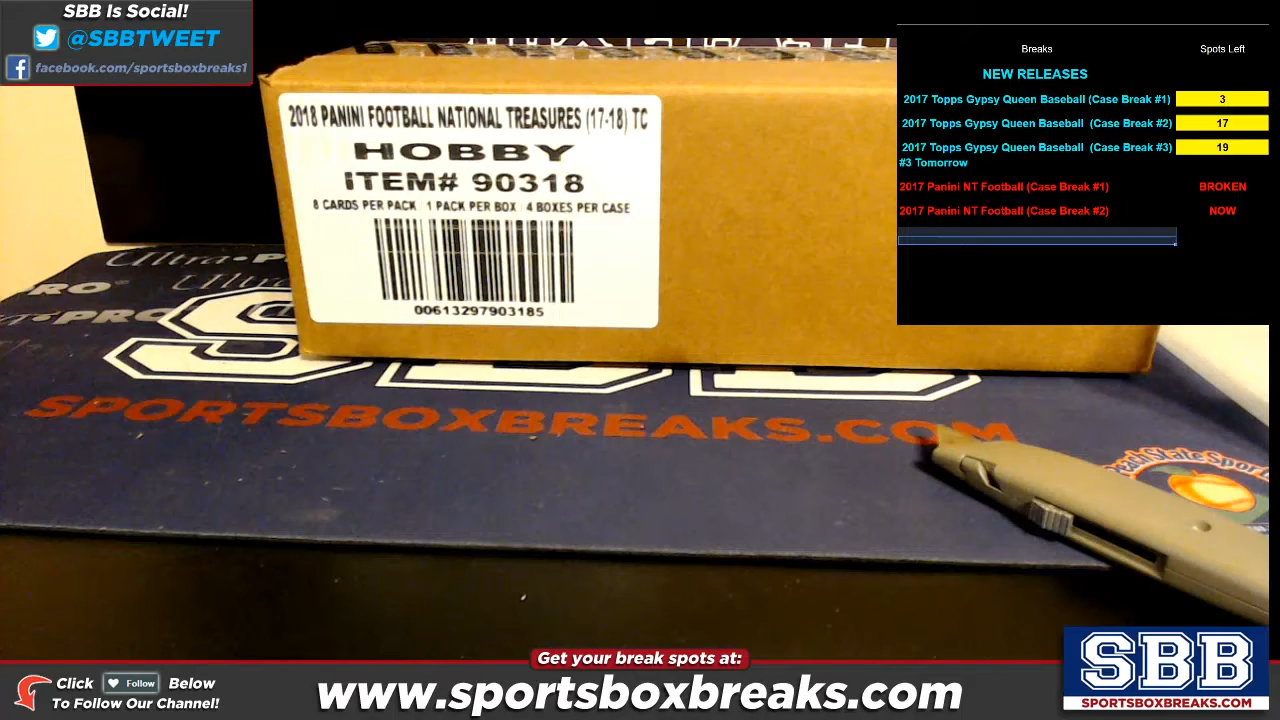 SBB Is Social!
@SBBTWEET
facebook.com/sportsboxbreaks1
Breaks Spots Left
NEW RELEASES
2017 Topps Gypsy Queen Baseball (Case Break #1) 3
2017 Topps Gypsy Queen Baseball (Case Break #2) 17
2017 Topps Gypsy Queen Baseball (Case Break #3) 19
#3 Tomorrow
2017 Panini NT Football (Case Break #1) BROKEN
2017 Panini NT Football (Case Break #2) NOW
2018 PANINI FOOTBALL NATIONAL TREASURES (17-18) TC
HOBBY
ITEM# 90318
8 CARDS PER PACK 1 PACK PER BOX 4 BOXES PER CASE
00613297903185
SBB
SPORTSBOXBREAKS.COM
Get your break spots at:
Click Follow Below
To Follow Our Channel!
www.sportsboxbreaks.com
SBB
SPORTSBOXBREAKS.COM